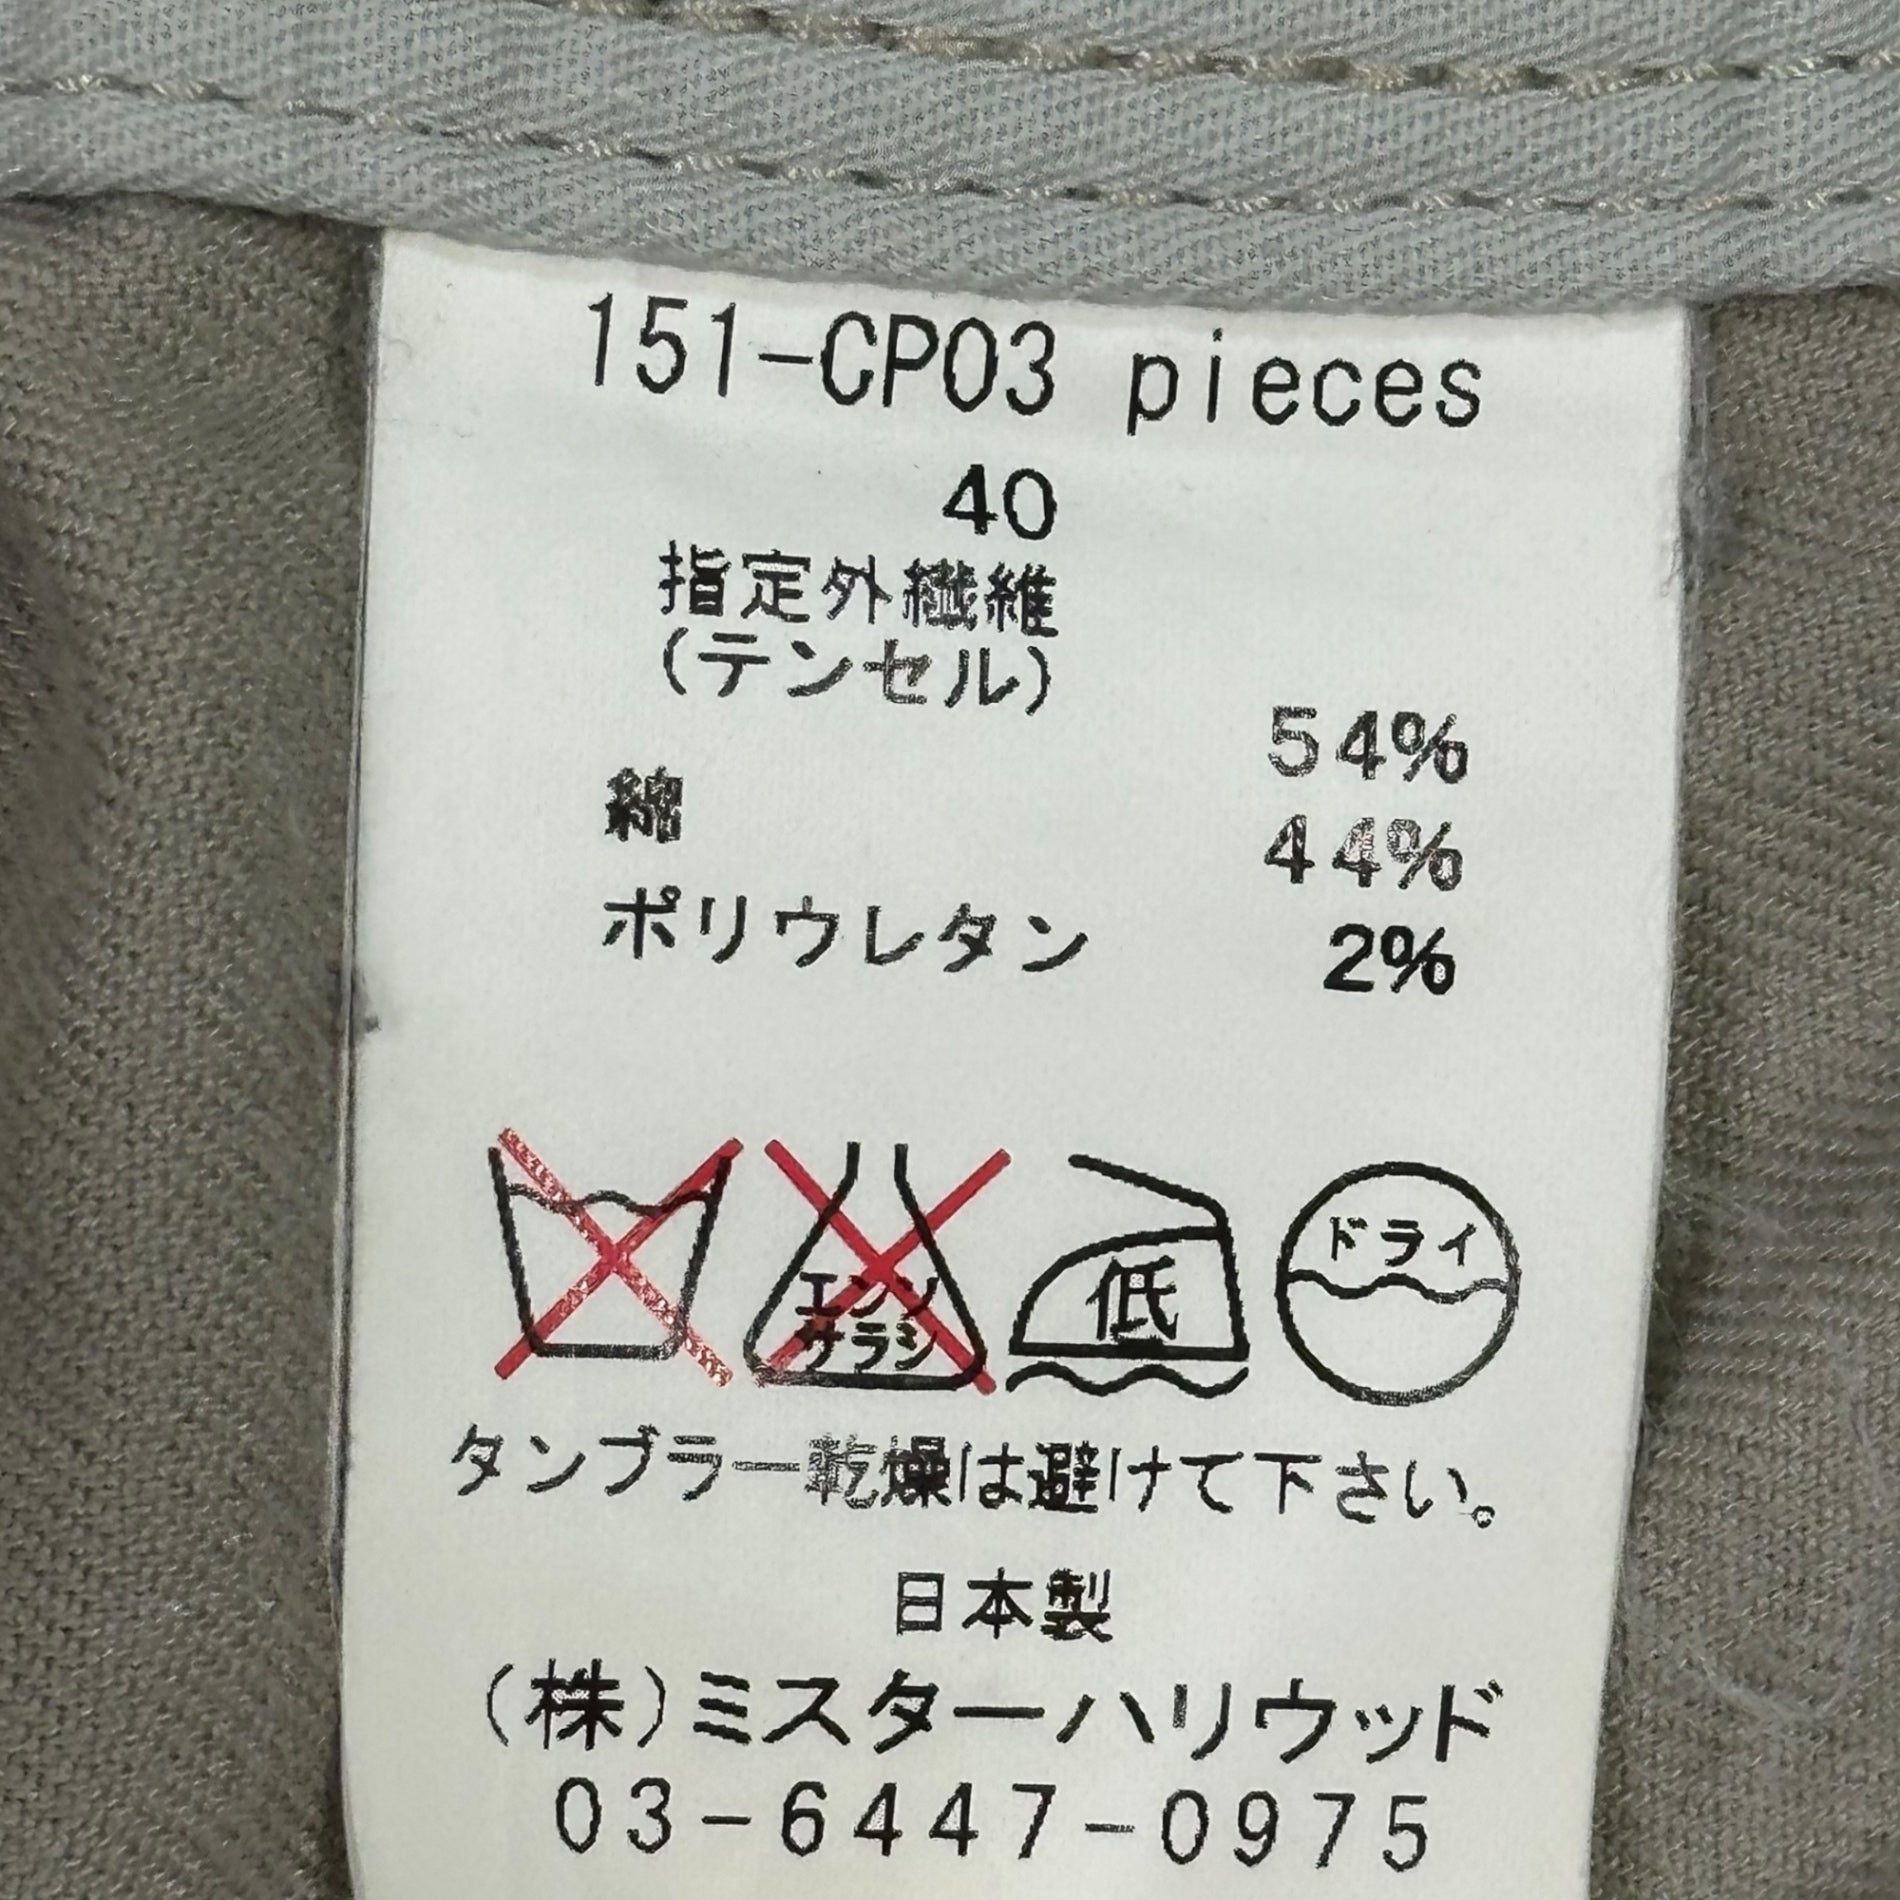 151-CP03 pieces
40
指定外繊維
(テンセル)
54%
綿 44%
ポリウレタン 2%
エンソ
サラシ
低
ドライ
タンブラー乾燥は避けて下さい。
日本製
(株)ミスターハリウッド
03-6447-0975